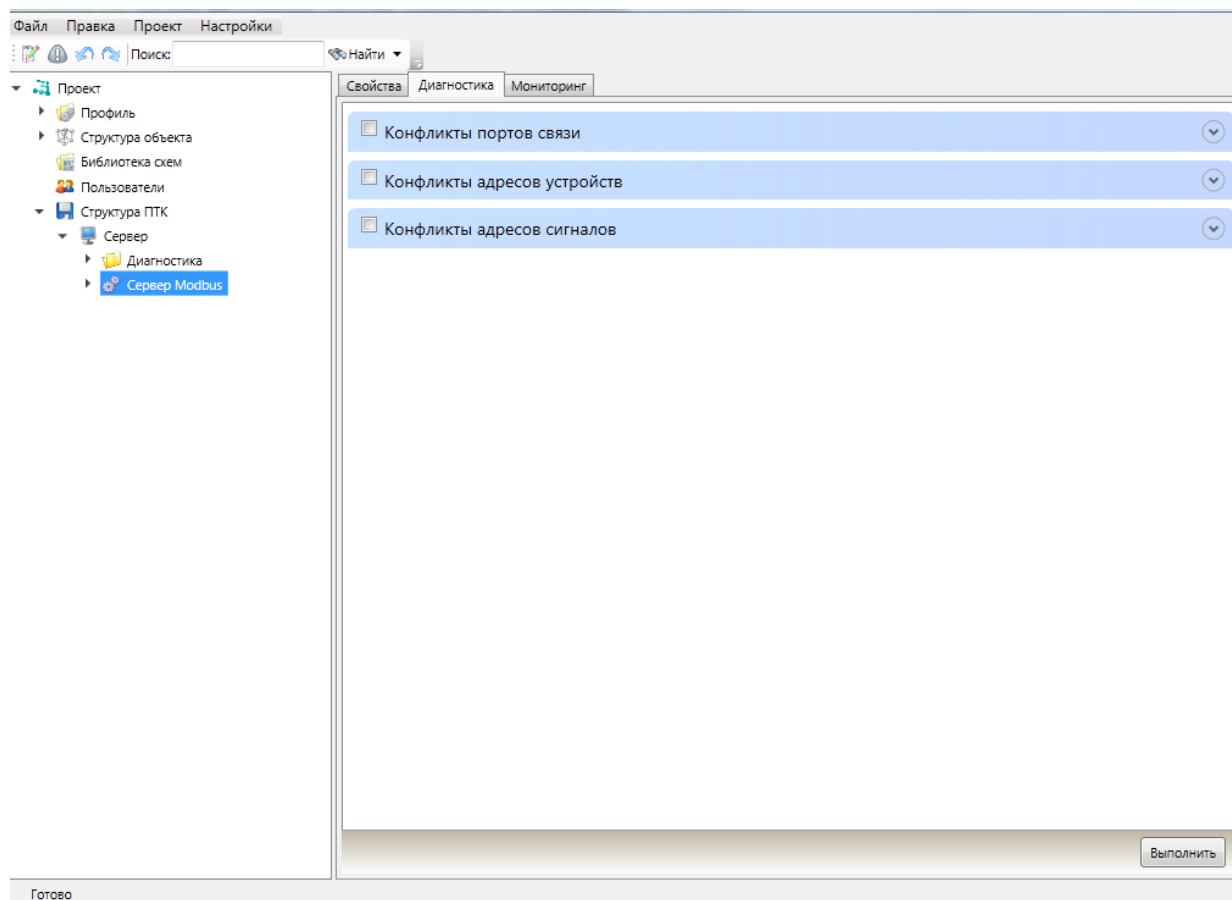 Файл Правка Проект Настройки
Поиск: Найти
Проект
Профиль
Структура объекта
Библиотека схем
Пользователи
Структура ПТК
Сервер
Диагностика
Сервер Modbus
Свойства Диагностика Мониторинг
Конфликты портов связи
Конфликты адресов устройств
Конфликты адресов сигналов
Выполнить
Готово